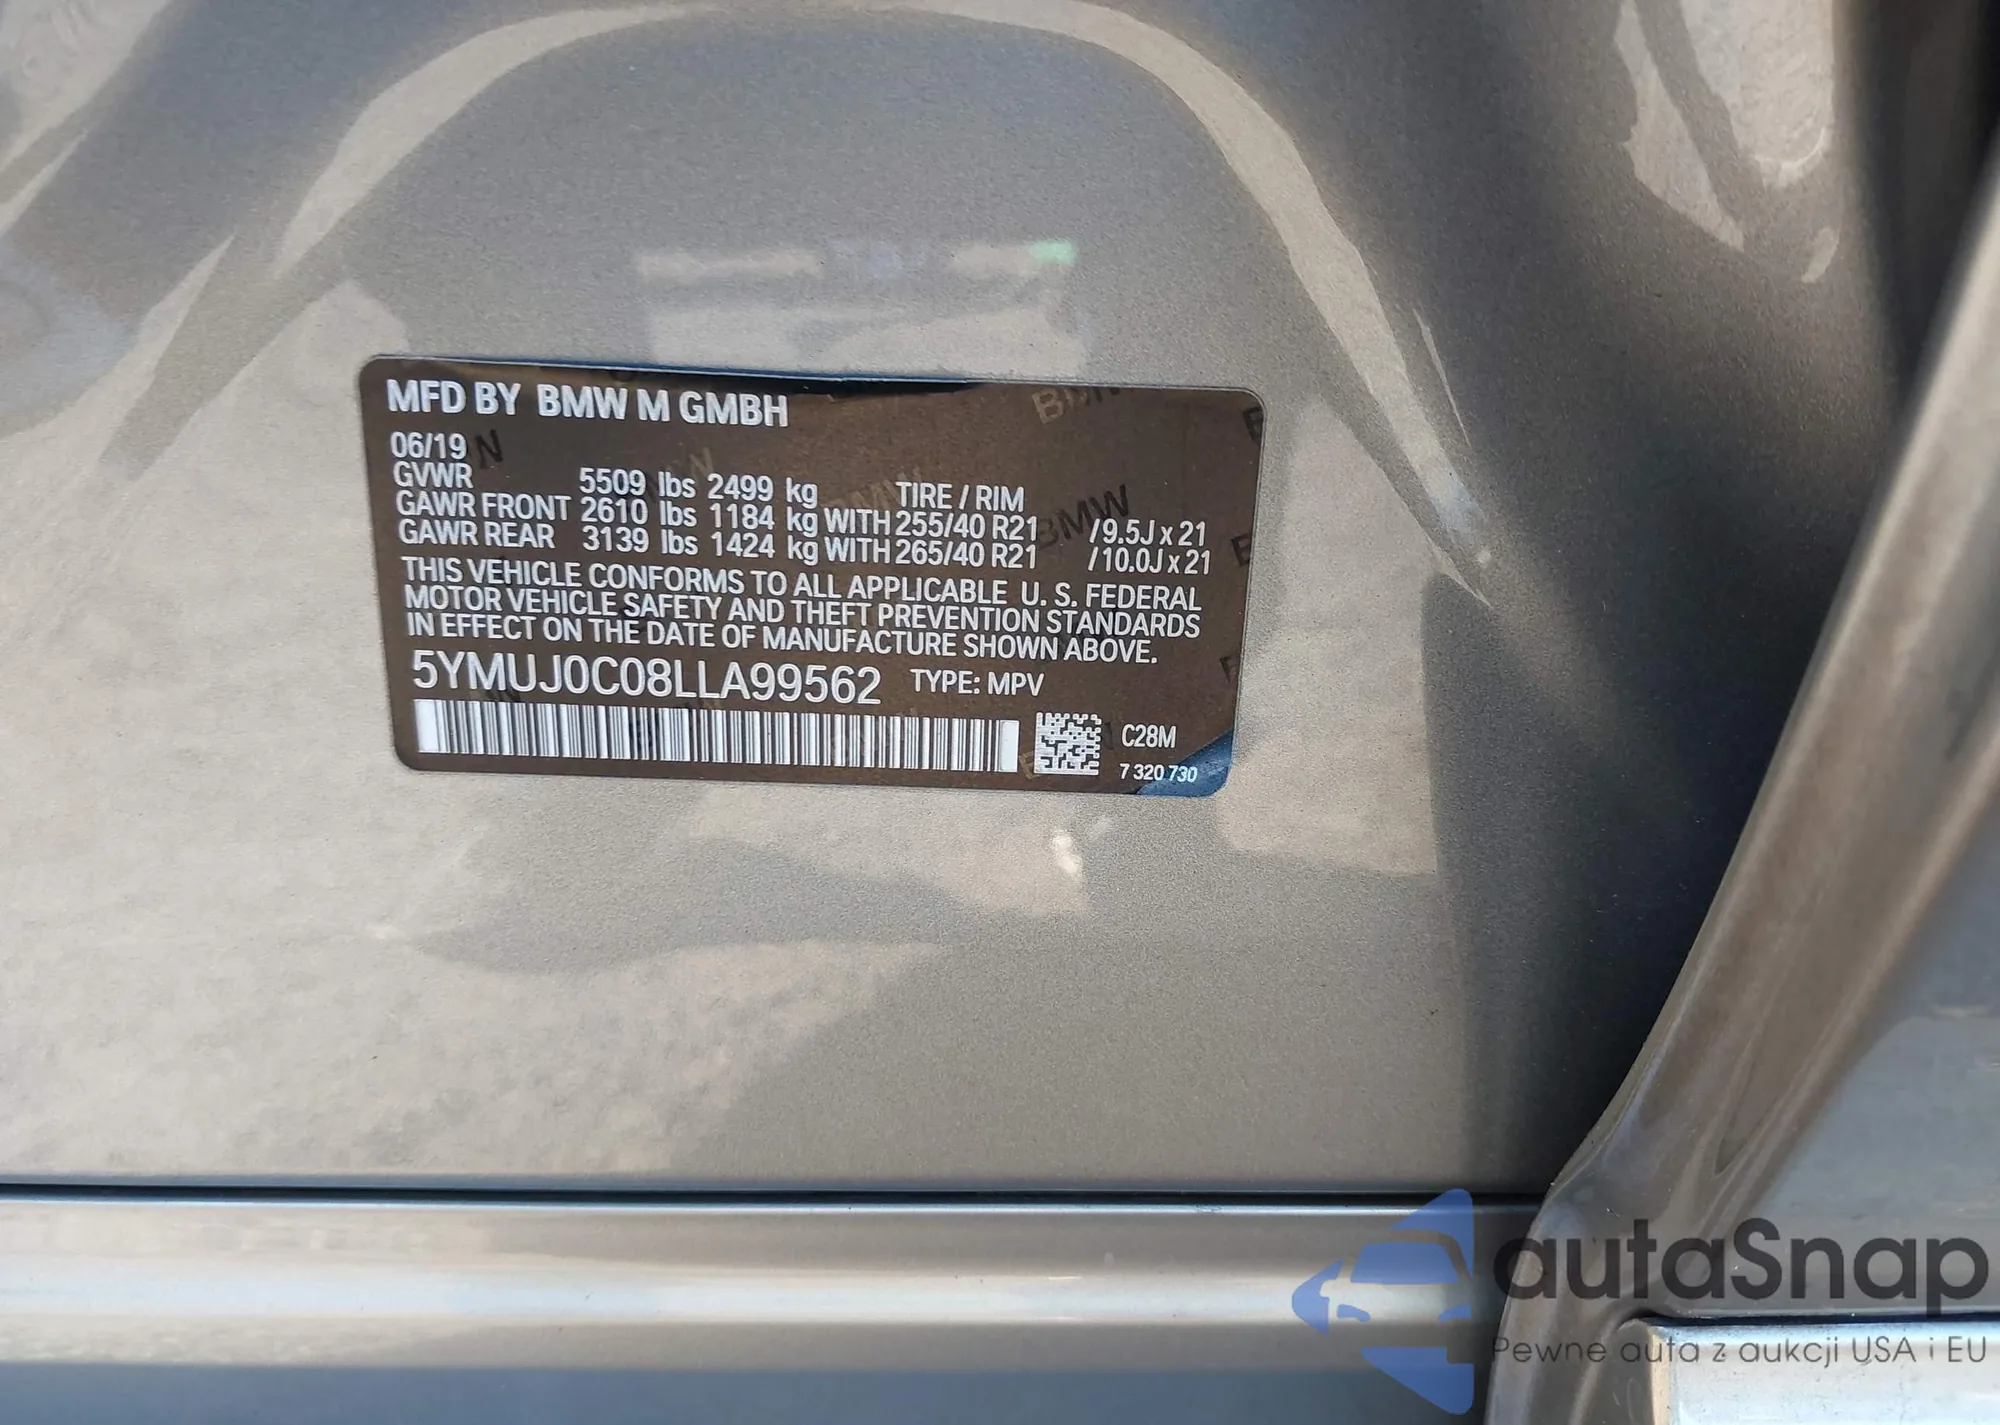 MFD BY BMW M GMBH
06/19
GVWR 5509 lbs 2499 kg TIRE / RIM
GAWR FRONT 2610 lbs 1184 kg WITH 255/40 R21 /9.5J x 21
GAWR REAR 3139 lbs 1424 kg WITH 265/40 R21 /10.0J x 21
THIS VEHICLE CONFORMS TO ALL APPLICABLE U. S. FEDERAL
MOTOR VEHICLE SAFETY AND THEFT PREVENTION STANDARDS
IN EFFECT ON THE DATE OF MANUFACTURE SHOWN ABOVE.
5YMUJ0C08LLA99562 TYPE: MPV
C28M
7 320 730
autaSnap
Pewne auta z aukcji USA i EU